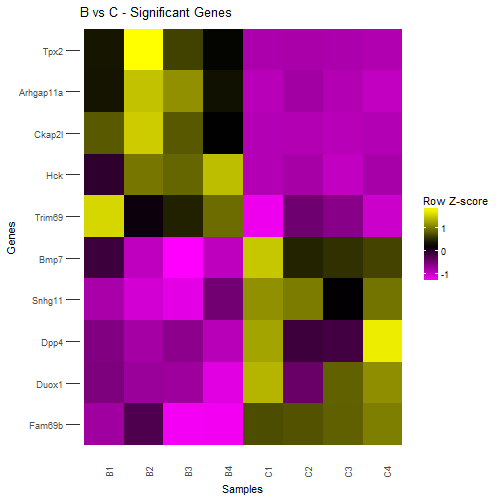 B vs C - Significant Genes
Tpx2
Arhgap11a
Ckap2l
Hck
Trim69
Bmp7
Snhg11
Dpp4
Duox1
Fam69b
Genes
B1 B2 B3 B4 C1 C2 C3 C4
Samples
Row Z-score
1
0
-1